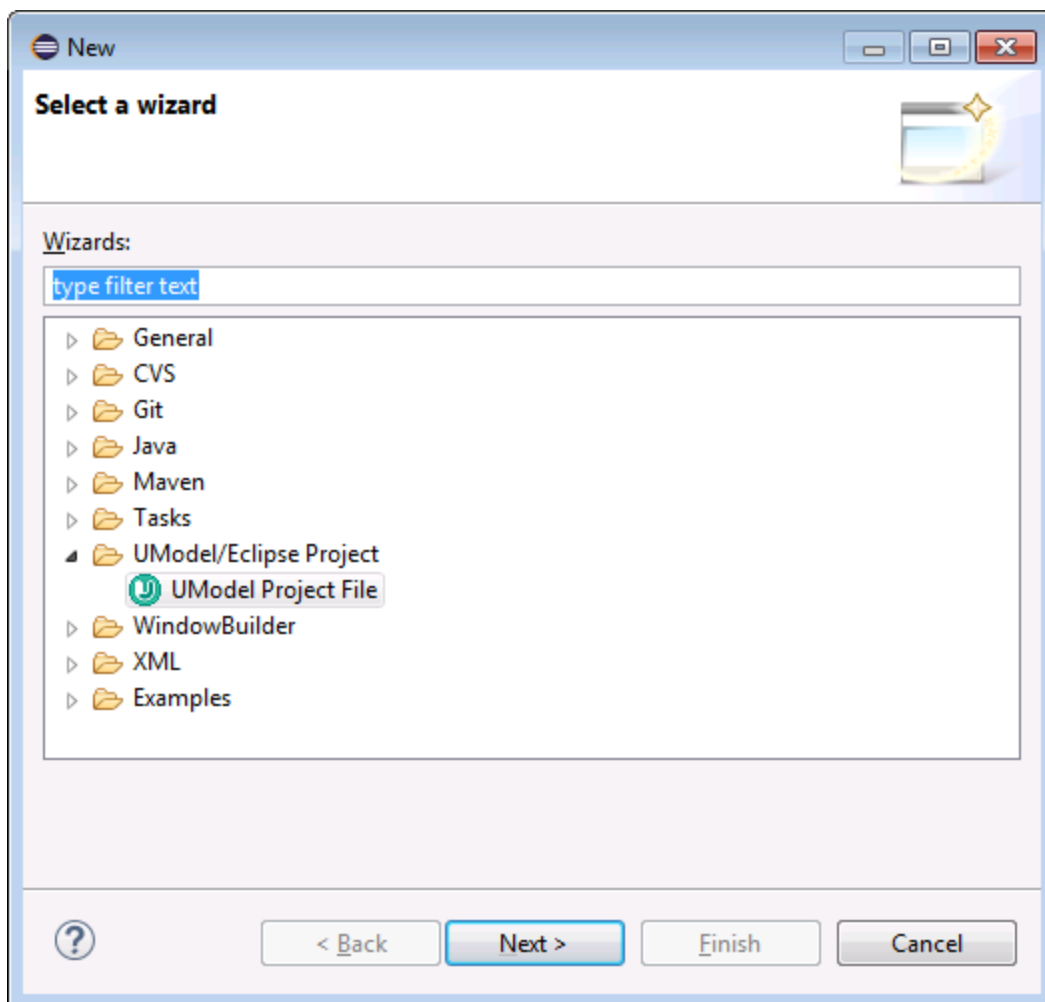 New
Select a wizard
Wizards:
type filter text
General
CVS
Git
Java
Maven
Tasks
UModel/Eclipse Project
UModel Project File
WindowBuilder
XML
Examples
? < Back Next > Finish Cancel